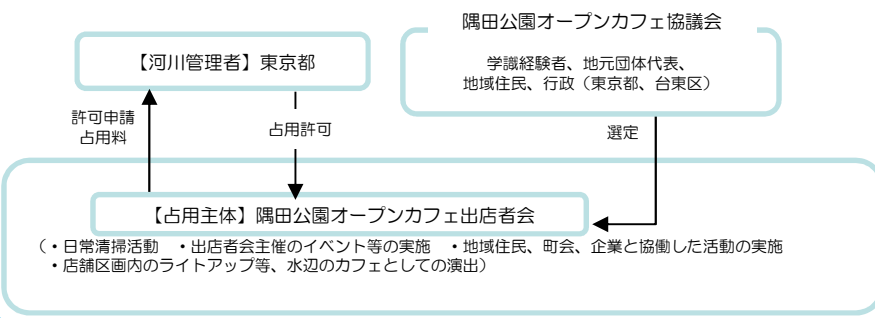 隅田公園オープンカフェ協議会
【河川管理者】東京都
学識経験者、地元団体代表、
地域住民、行政（東京都、台東区）
許可申請
占用料
占用許可
選定
【占用主体】隅田公園オープンカフェ出店者会
（・日常清掃活動　・出店者会主催のイベント等の実施　・地域住民、町会、企業と協働した活動の実施
・店舗区画内のライトアップ等、水辺のカフェとしての演出）